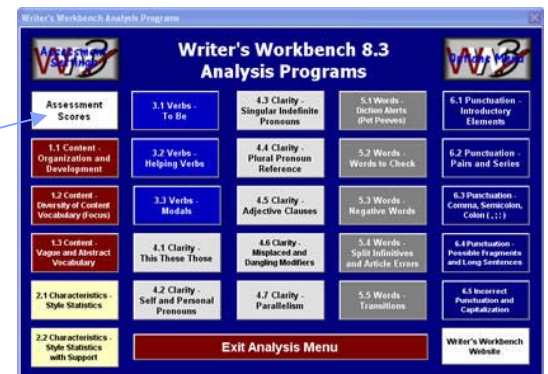 Writer's Workbench Analysis Programs
Assessment
Settings
Writer's Workbench 8.3
Analysis Programs
Options Menu
Assessment
Scores
3.1 Verbs -
To Be
4.3 Clarity -
Singular Indefinite
Pronouns
5.1 Words -
Diction Alerts
(Pet Peeves)
6.1 Punctuation -
Introductory
Elements
1.1 Content -
Organization and
Development
3.2 Verbs -
Helping Verbs
4.4 Clarity -
Plural Pronoun
Reference
5.2 Words -
Words to Check
6.2 Punctuation -
Pairs and Series
1.2 Content -
Diversity of Content
Vocabulary (Focus)
3.3 Verbs -
Modals
4.5 Clarity -
Adjective Clauses
5.3 Words -
Negative Words
6.3 Punctuation -
Comma, Semicolon,
Colon (,;:)
1.3 Content -
Vague and Abstract
Vocabulary
4.1 Clarity -
This These Those
4.6 Clarity -
Misplaced and
Dangling Modifiers
5.4 Words -
Split Infinitives
and Article Errors
6.4 Punctuation -
Possible Fragments
and Long Sentences
2.1 Characteristics -
Style Statistics
4.2 Clarity -
Self and Personal
Pronouns
4.7 Clarity -
Parallelism
5.5 Words -
Transitions
6.5 Incorrect
Punctuation and
Capitalization
2.2 Characteristics -
Style Statistics
with Support
Exit Analysis Menu
Writer's Workbench
Website